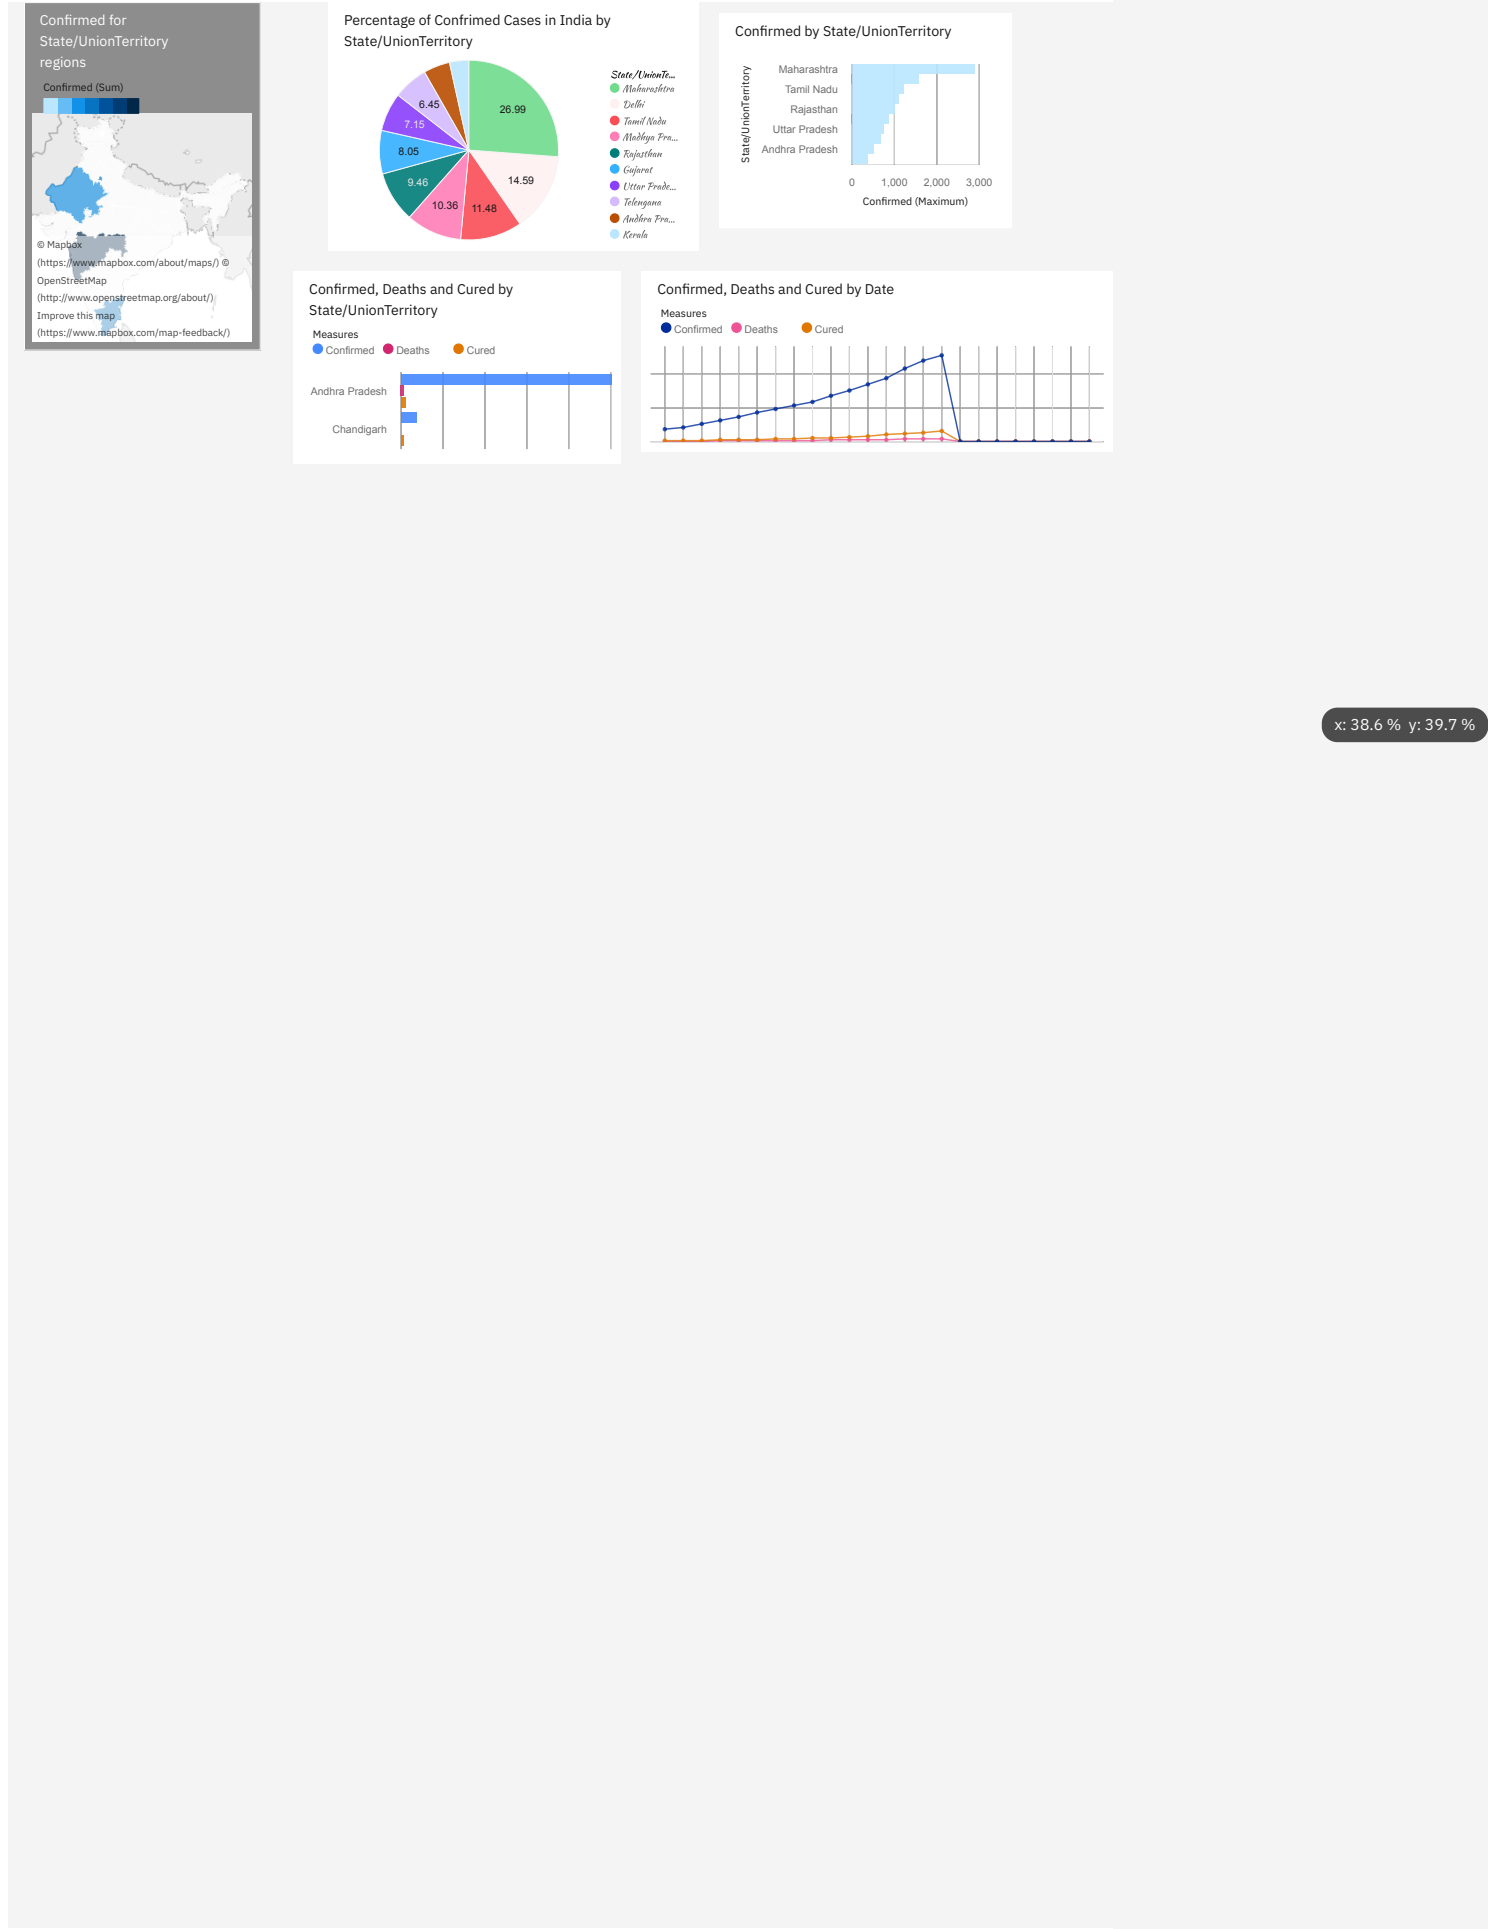 Confirmed for
State/UnionTerritory
regions
Confirmed (Sum)
© Mapbox
(https://www.mapbox.com/about/maps/) ©
OpenStreetMap
(http://www.openstreetmap.org/about/)
Improve this map
(https://www.mapbox.com/map-feedback/)
Percentage of Confrimed Cases in India by
State/UnionTerritory
26.99
14.59
11.48
10.36
9.46
8.05
7.15
6.45
State/UnionTe...
Maharashtra
Delhi
Tamil Nadu
Madhya Pra...
Rajasthan
Gujarat
Uttar Prade...
Telengana
Andhra Pra...
Kerala
Confirmed by State/UnionTerritory
State/UnionTerritory
Maharashtra
Tamil Nadu
Rajasthan
Uttar Pradesh
Andhra Pradesh
0 1,000 2,000 3,000
Confirmed (Maximum)
Confirmed, Deaths and Cured by
State/UnionTerritory
Measures
Confirmed Deaths Cured
Andhra Pradesh
Chandigarh
Confirmed, Deaths and Cured by Date
Measures
Confirmed Deaths Cured
x: 38.6 % y: 39.7 %